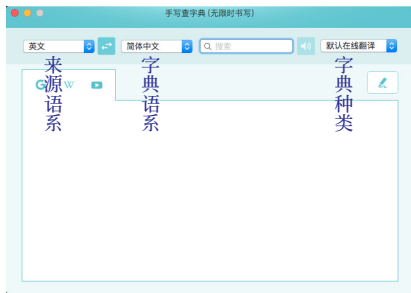 手写查字典 (无限时书写)
英文
简体中文
搜索
默认在线翻译
G W
来源语系
字典语系
字典种类